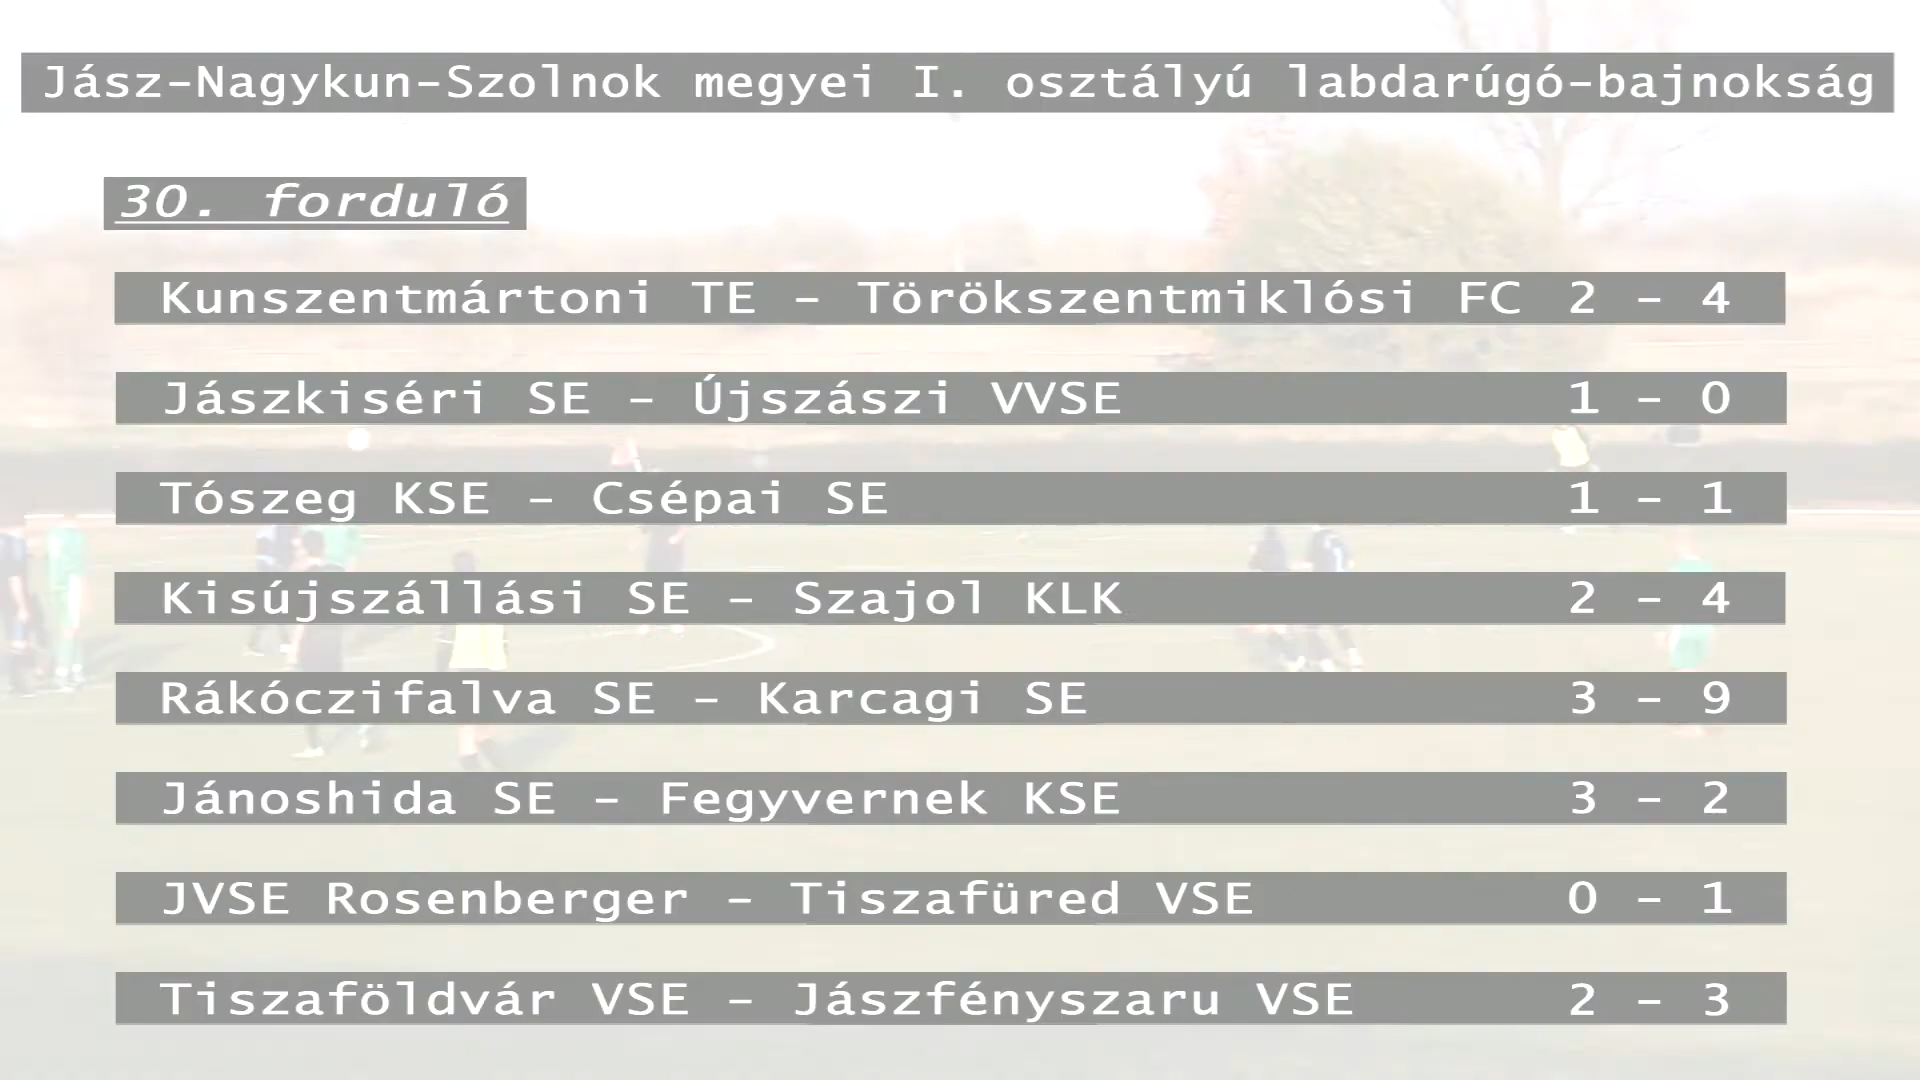 Jász-Nagykun-Szolnok megyei I. osztályú labdarúgó-bajnokság
30. forduló
Kunszentmártoni TE - Törökszentmiklósi FC 2 - 4
Jászkiséri SE - Újszászi VVSE 1 - 0
Tószeg KSE - Csépai SE 1 - 1
Kisújszállási SE - Szajol KLK 2 - 4
Rákóczifalva SE - Karcagi SE 3 - 9
Jánoshida SE - Fegyvernek KSE 3 - 2
JVSE Rosenberger - Tiszafüred VSE 0 - 1
Tiszaföldvár VSE - Jászfényszaru VSE 2 - 3